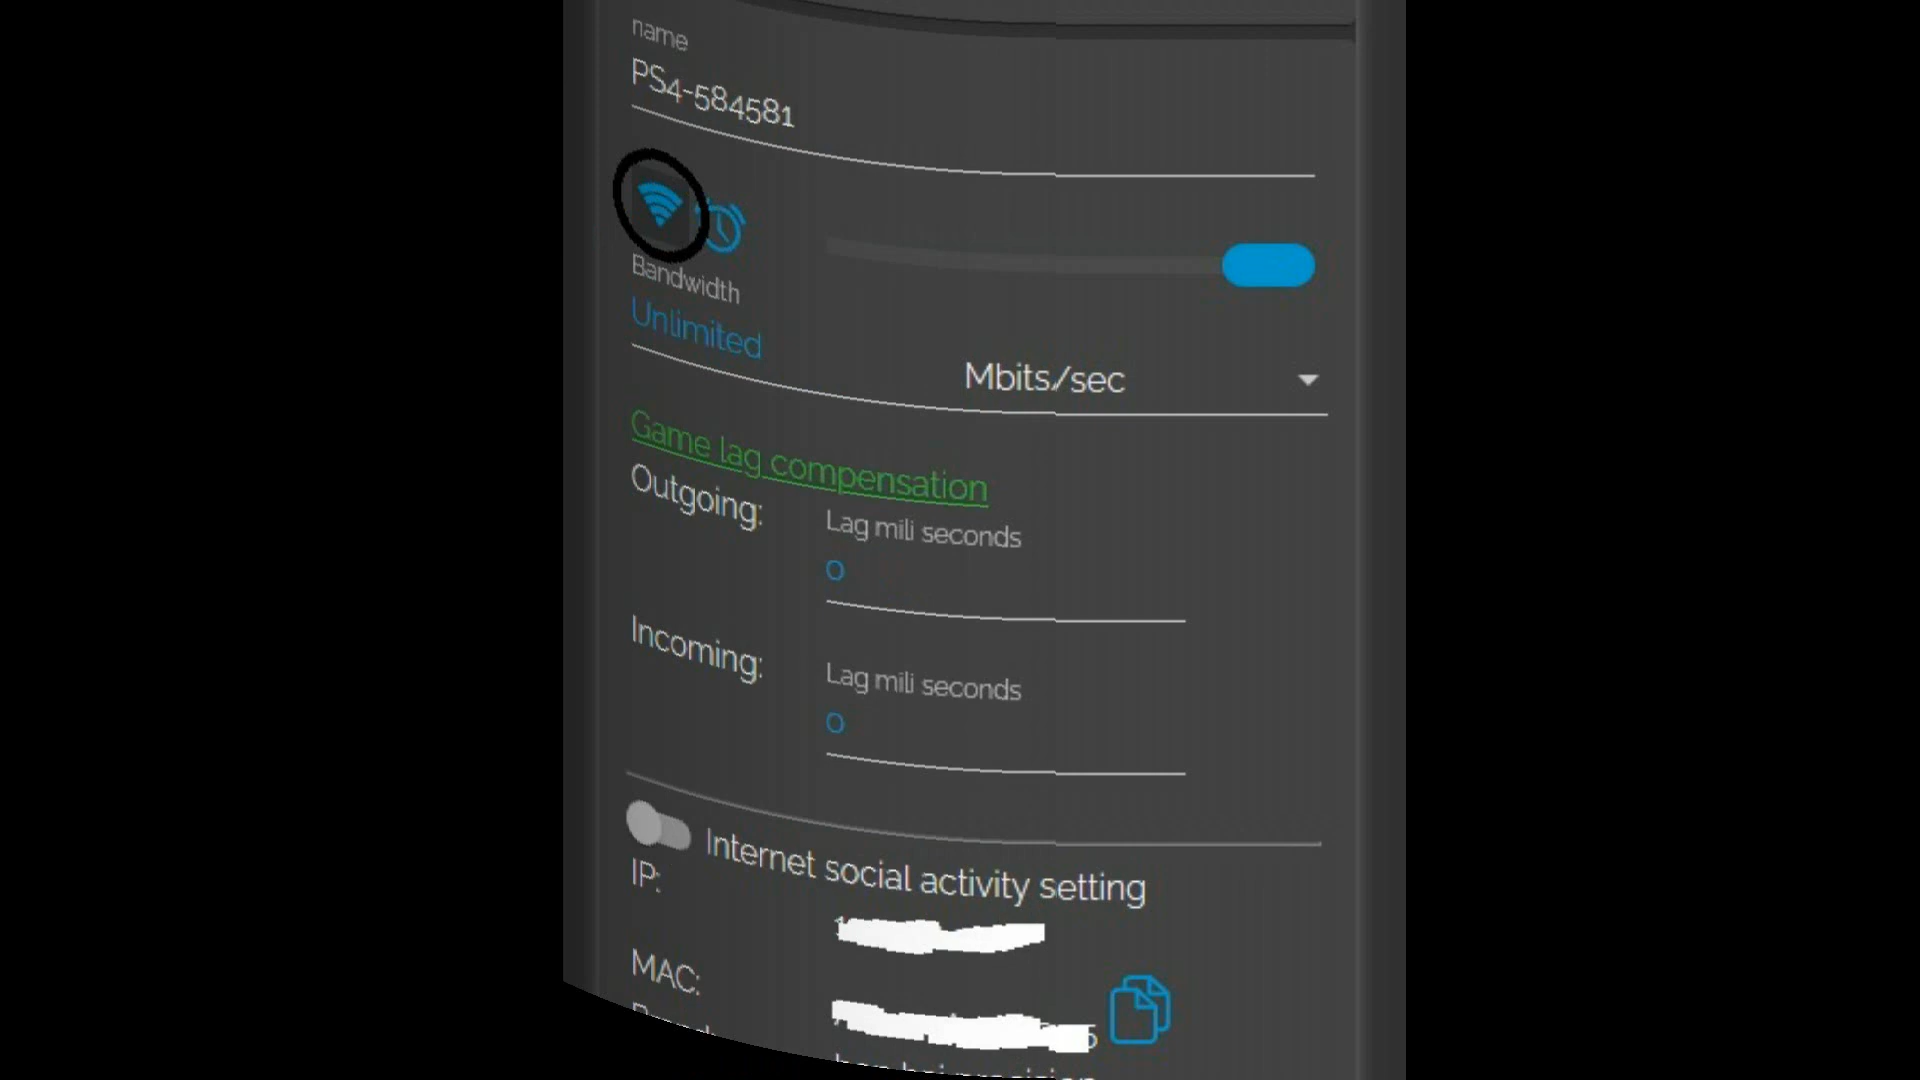 name
PS4-584581
Bandwidth
Unlimited
Mbits/sec
Game lag compensation
Outgoing:
Lag mili seconds
0
Incoming:
Lag mili seconds
0
Internet social activity setting
IP:
MAC: